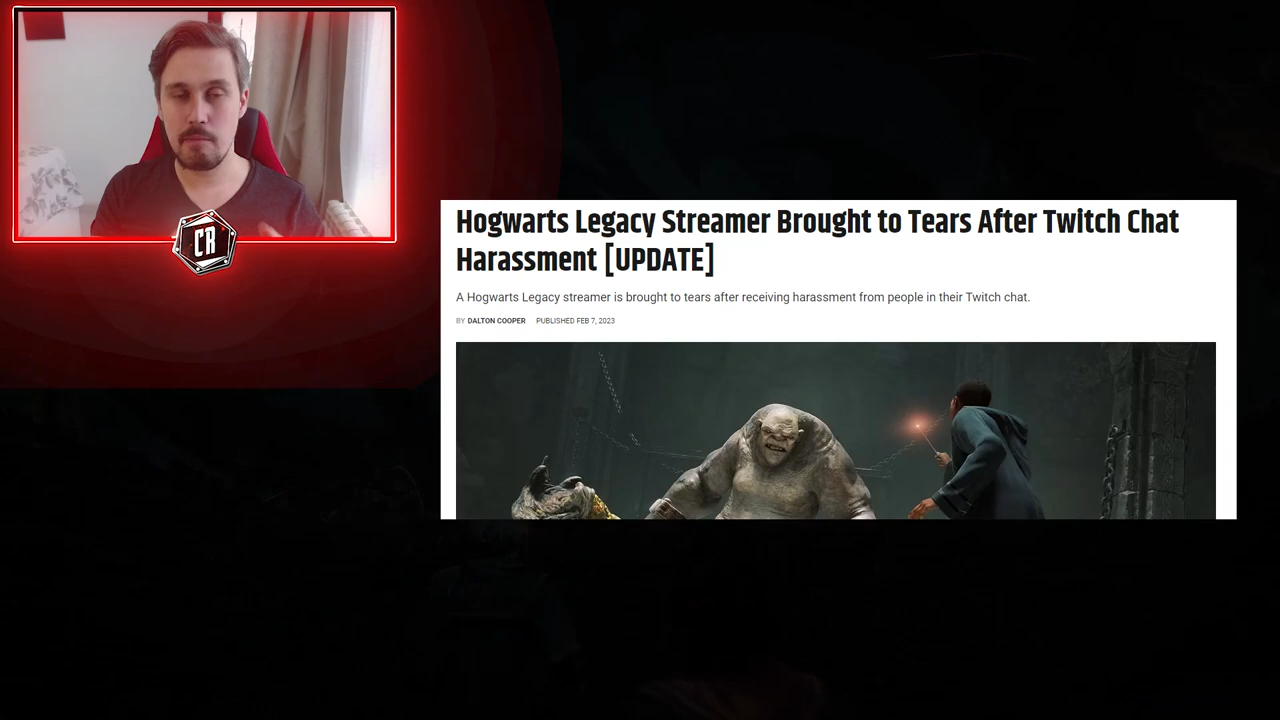 CR
Hogwarts Legacy Streamer Brought to Tears After Twitch Chat
Harassment [UPDATE]
A Hogwarts Legacy streamer is brought to tears after receiving harassment from people in their Twitch chat.
BY DALTON COOPER PUBLISHED FEB 7, 2023